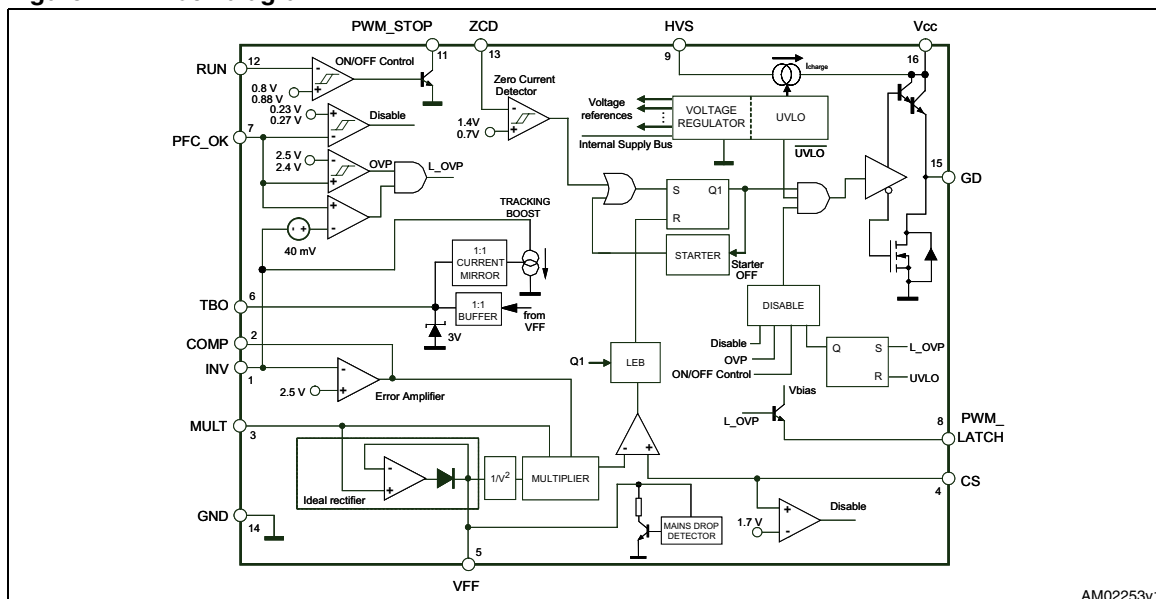 PWM_STOP
ZCD
HVS
Vcc
11
13
9
16
RUN
12
ON/OFF Control
0.8 V
0.88 V
0.23 V
0.27 V
Disable
PFC_OK
7
2.5 V
2.4 V
OVP
L_OVP
40 mV
Zero Current
Detector
1.4V
0.7V
Voltage
references
Internal Supply Bus
VOLTAGE
REGULATOR
UVLO
Icharge
UVLO
15
GD
S
Q1
R
STARTER
Starter
OFF
TRACKING
BOOST
1:1
CURRENT
MIRROR
1:1
BUFFER
from
VFF
3V
TBO
6
COMP
2
INV
1
2.5 V
Error Amplifier
MULT
3
Ideal rectifier
1/V2
MULTIPLIER
Q1
LEB
DISABLE
Disable
OVP
ON/OFF Control
Q
S
L_OVP
R
UVLO
Vbias
L_OVP
8
PWM_
LATCH
CS
4
1.7 V
Disable
MAINS DROP
DETECTOR
GND
14
5
VFF
AM02253v1
-
+
-
+